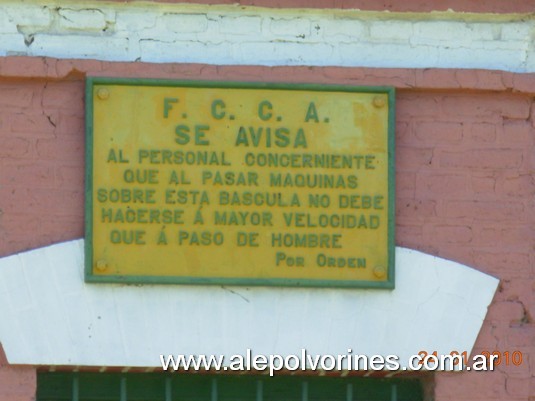 F. C. C. A.
SE AVISA
AL PERSONAL CONCERNIENTE
QUE AL PASAR MAQUINAS
SOBRE ESTA BASCULA NO DEBE
HACERSE Á MAYOR VELOCIDAD
QUE Á PASO DE HOMBRE
POR ORDEN
www.alepolvorines.com.ar